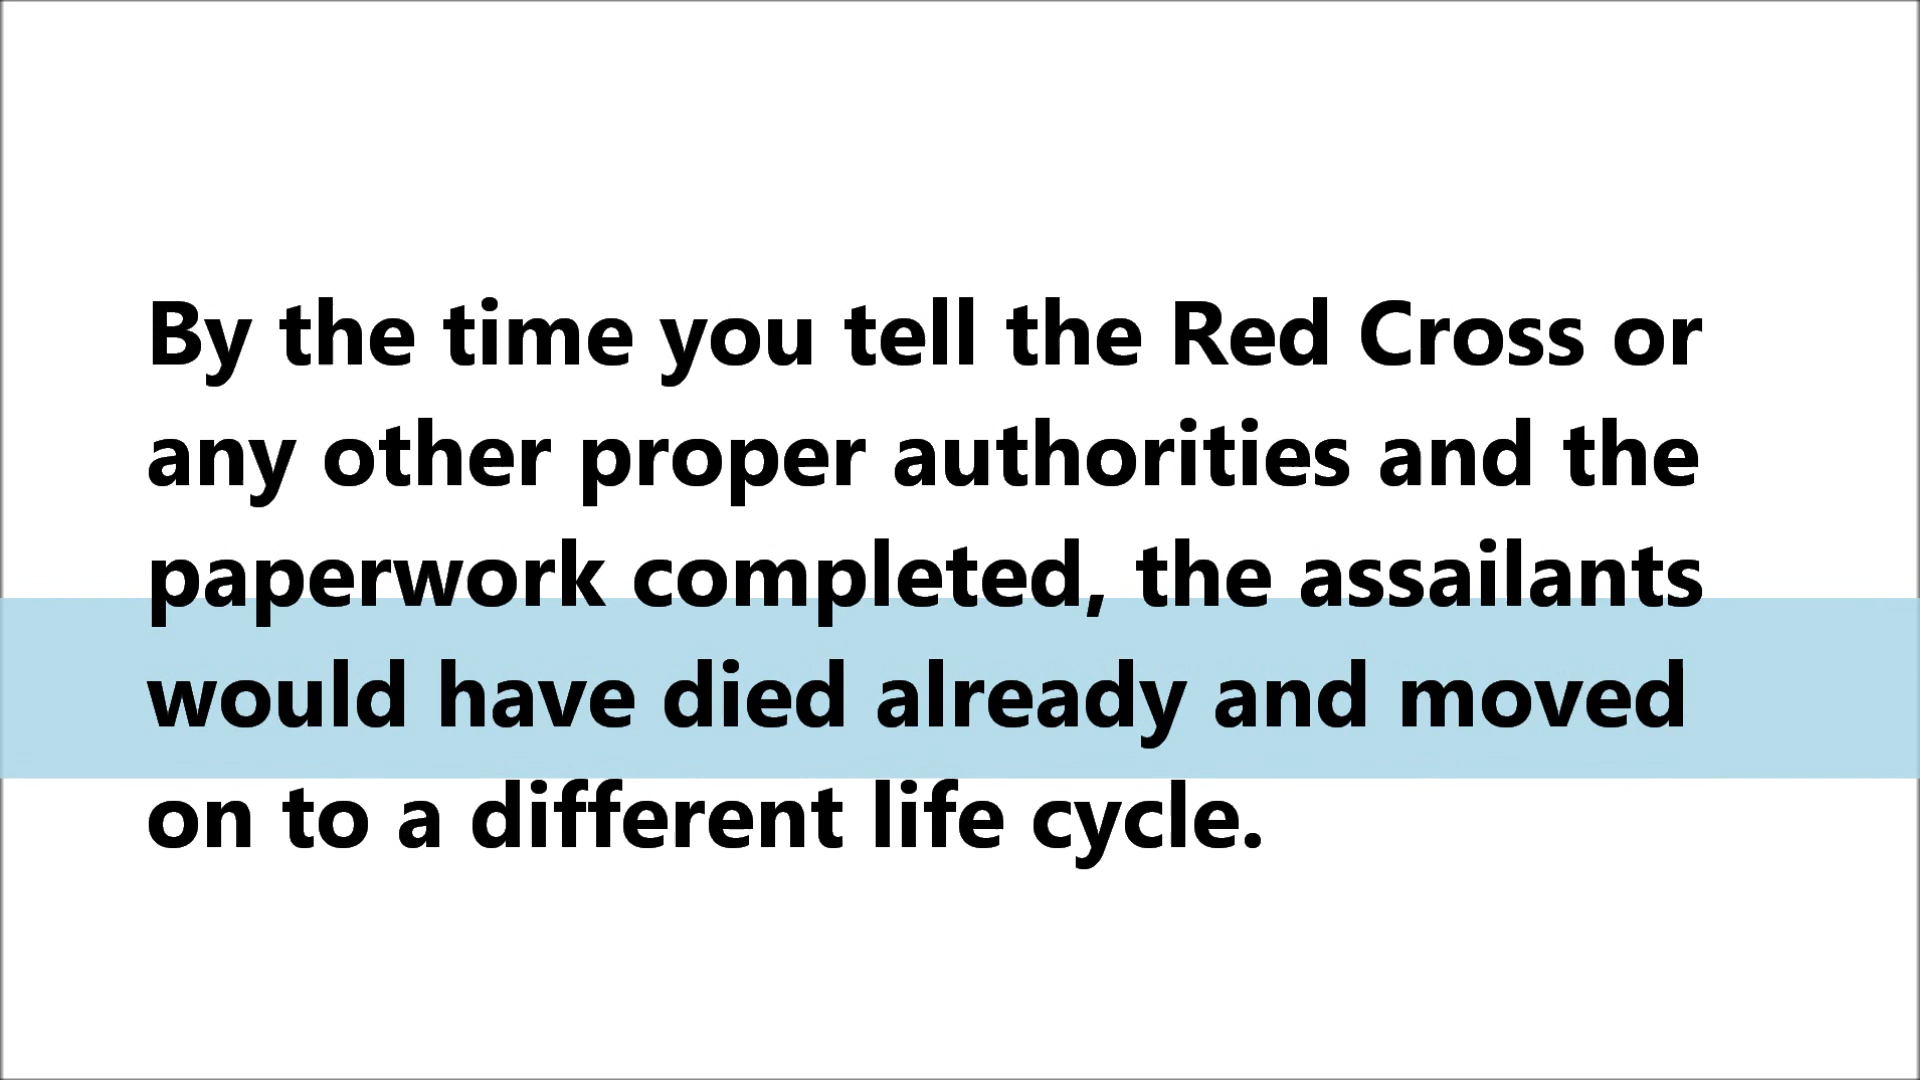 By the time you tell the Red Cross or
any other proper authorities and the
paperwork completed, the assailants
would have died already and moved
on to a different life cycle.